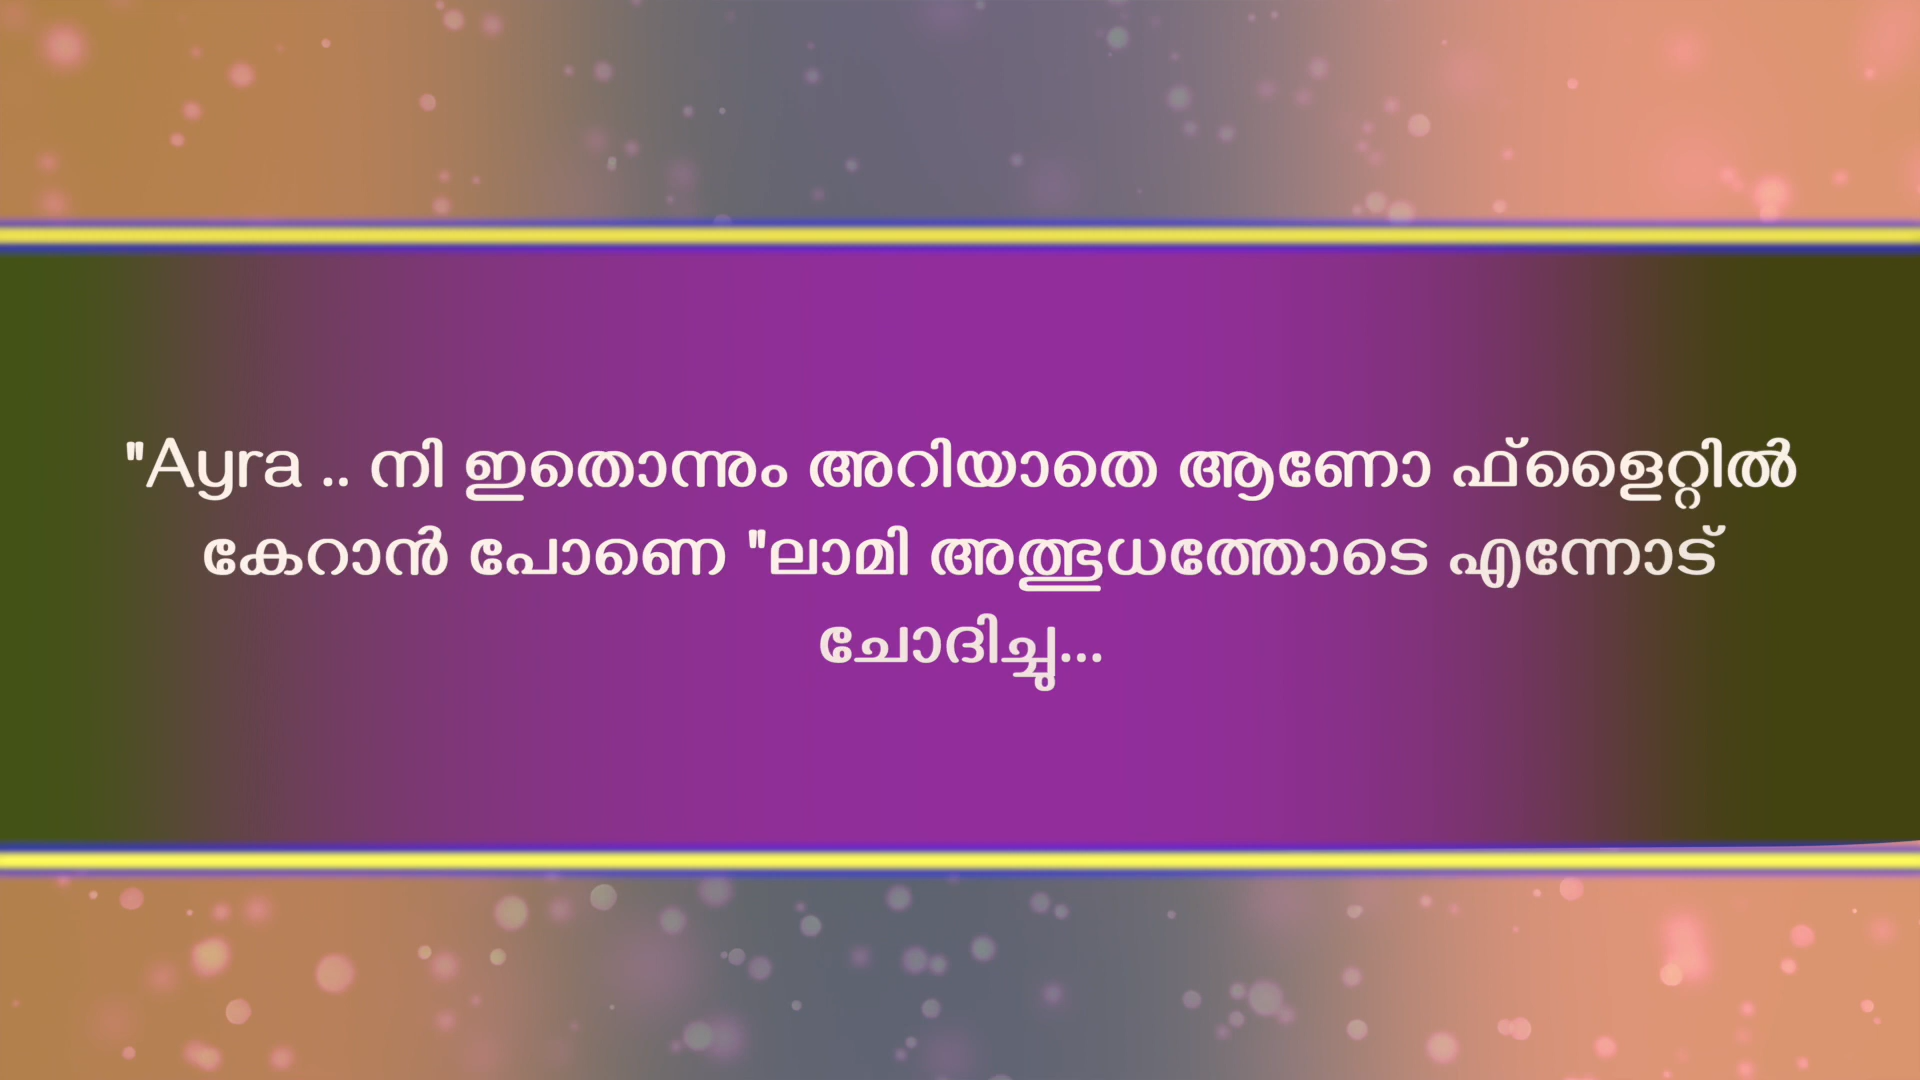 "Ayra .. നി ഇതൊന്നും അറിയാതെ ആണോ ഫ്ളൈറ്റിൽ
കേറാൻ പോണെ "ലാമി അത്ഭുധത്തോടെ എന്നോട്
ചോദിച്ചു...